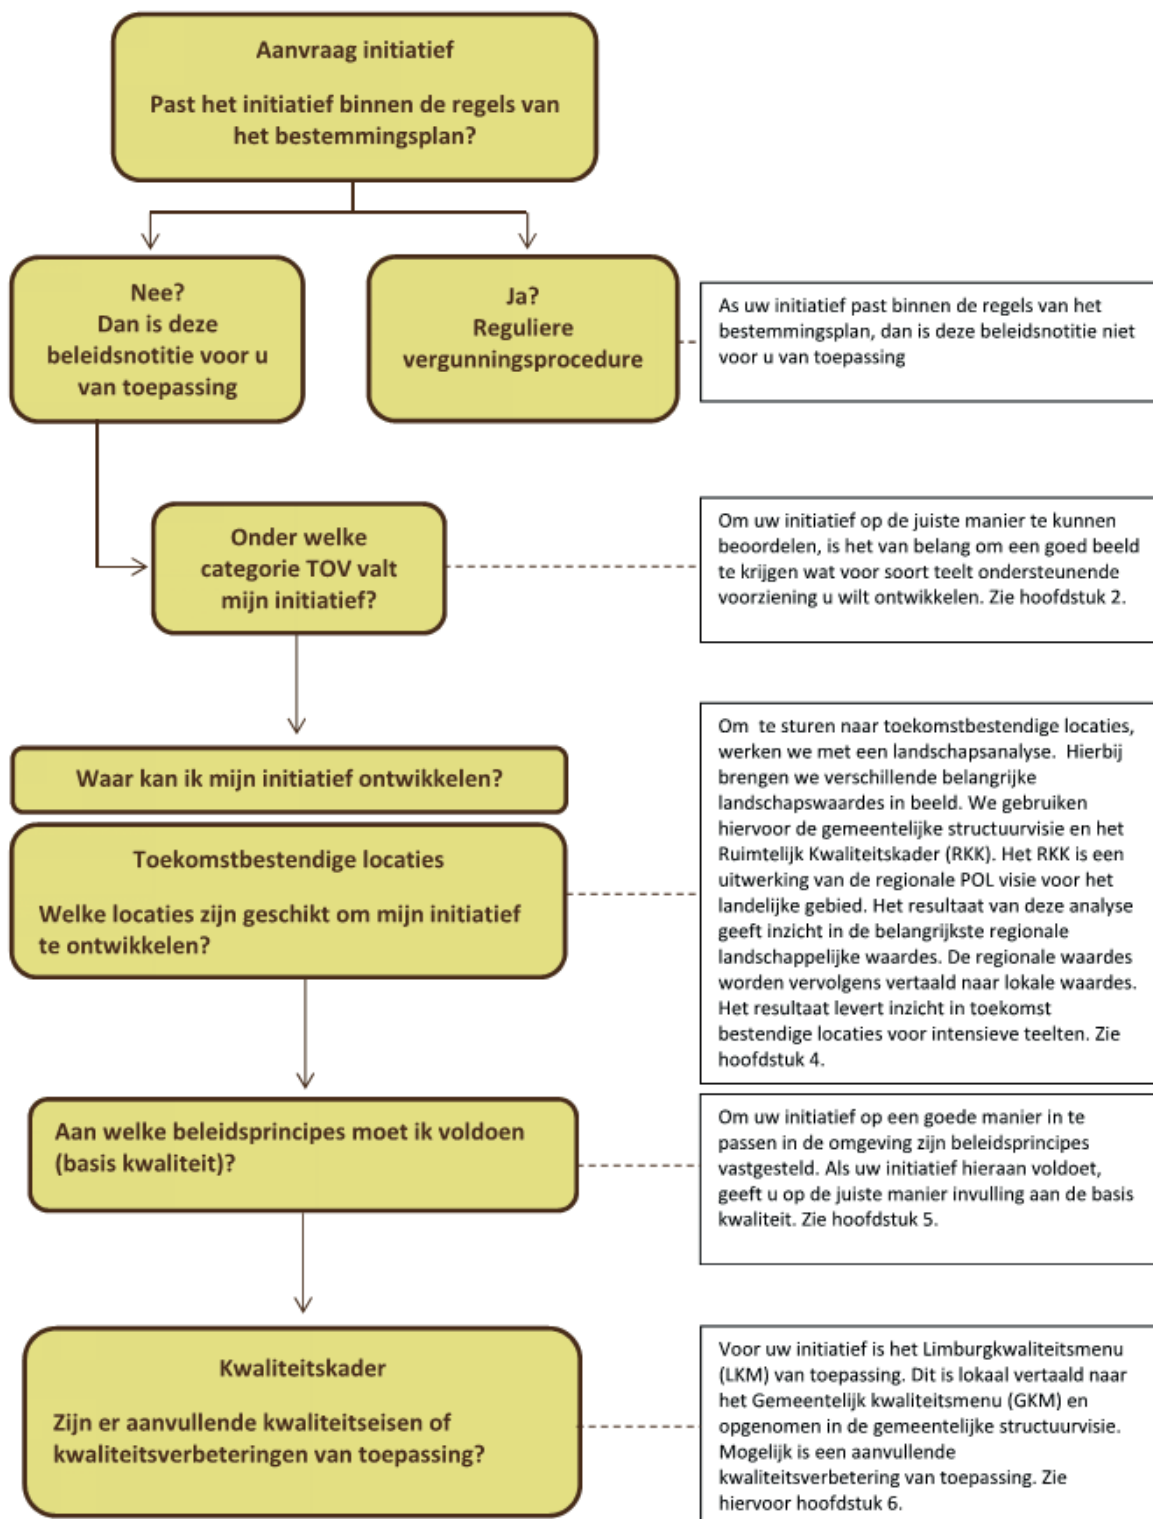 Aanvraag initiatief
Past het initiatief binnen de regels van
het bestemmingsplan?
Nee?
Dan is deze
beleidsnotitie voor u
van toepassing
Ja?
Reguliere
vergunningsprocedure
As uw initiatief past binnen de regels van het
bestemmingsplan, dan is deze beleidsnotitie niet
voor u van toepassing
Onder welke
categorie TOV valt
mijn initiatief?
Om uw initiatief op de juiste manier te kunnen
beoordelen, is het van belang om een goed beeld
te krijgen wat voor soort teelt ondersteunende
voorziening u wilt ontwikkelen. Zie hoofdstuk 2.
Waar kan ik mijn initiatief ontwikkelen?
Toekomstbestendige locaties
Welke locaties zijn geschikt om mijn initiatief
te ontwikkelen?
Om te sturen naar toekomstbestendige locaties,
werken we met een landschapsanalyse. Hierbij
brengen we verschillende belangrijke
landschapswaardes in beeld. We gebruiken
hiervoor de gemeentelijke structuurvisie en het
Ruimtelijk Kwaliteitskader (RKK). Het RKK is een
uitwerking van de regionale POL visie voor het
landelijke gebied. Het resultaat van deze analyse
geeft inzicht in de belangrijkste regionale
landschappelijke waardes. De regionale waardes
worden vervolgens vertaald naar lokale waardes.
Het resultaat levert inzicht in toekomst
bestendige locaties voor intensieve teelten. Zie
hoofdstuk 4.
Aan welke beleidsprincipes moet ik voldoen
(basis kwaliteit)?
Om uw initiatief op een goede manier in te
passen in de omgeving zijn beleidsprincipes
vastgesteld. Als uw initiatief hieraan voldoet,
geeft u op de juiste manier invulling aan de basis
kwaliteit. Zie hoofdstuk 5.
Kwaliteitskader
Zijn er aanvullende kwaliteitseisen of
kwaliteitsverbeteringen van toepassing?
Voor uw initiatief is het Limburgkwaliteitsmenu
(LKM) van toepassing. Dit is lokaal vertaald naar
het Gemeentelijk kwaliteitsmenu (GKM) en
opgenomen in de gemeentelijke structuurvisie.
Mogelijk is een aanvullende
kwaliteitsverbetering van toepassing. Zie
hiervoor hoofdstuk 6.